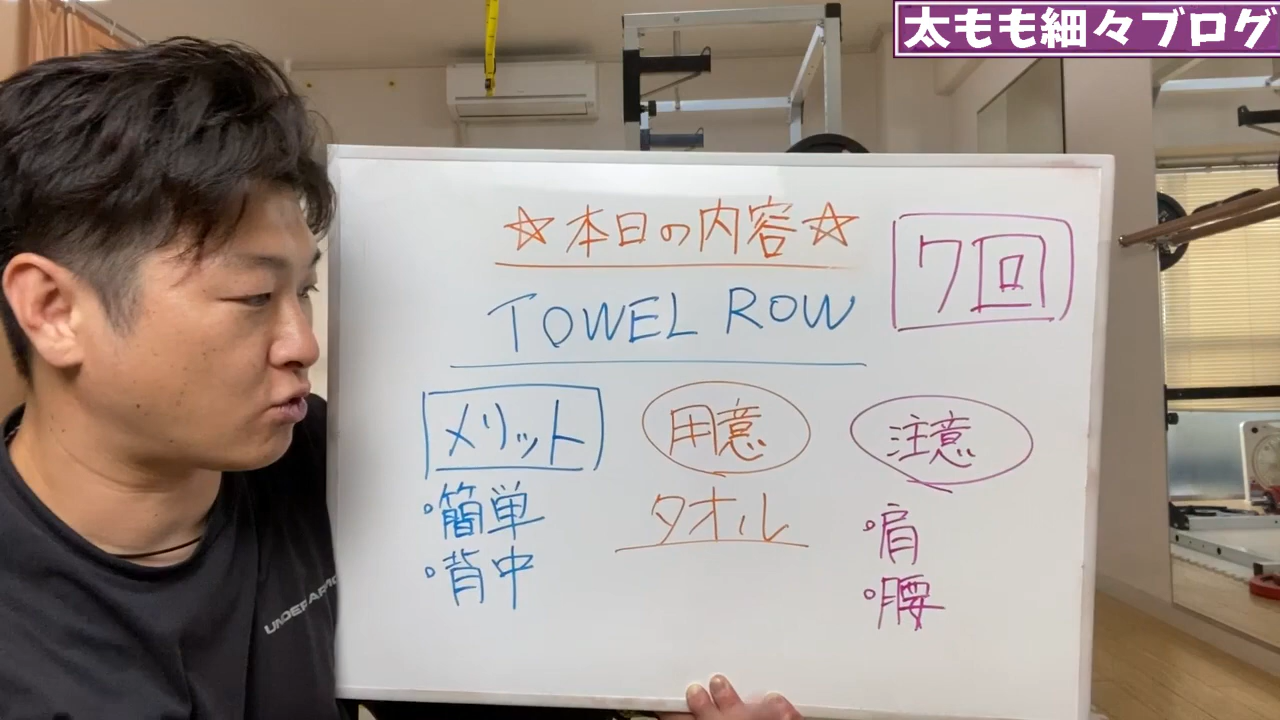 太もも細々ブログ
☆本日の内容☆
7回
TOWEL ROW
メリット
・簡単
・背中
用意
タオル
注意
・肩
・腰
UNDER ARMO